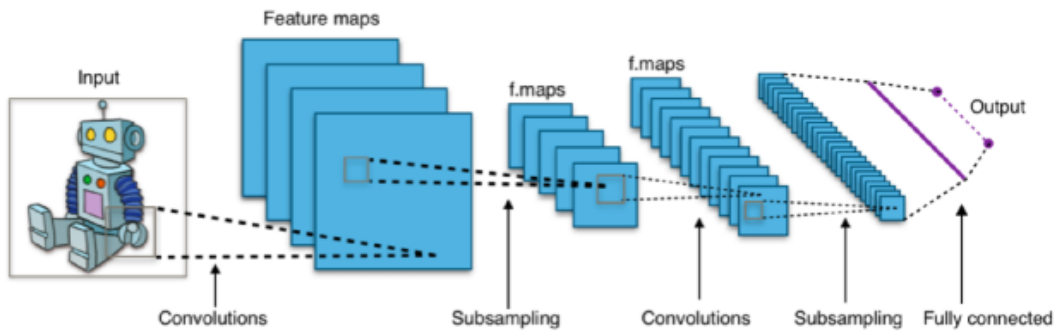 Feature maps
Input
f.maps
f.maps
Output
Convolutions
Subsampling
Convolutions
Subsampling
Fully connected